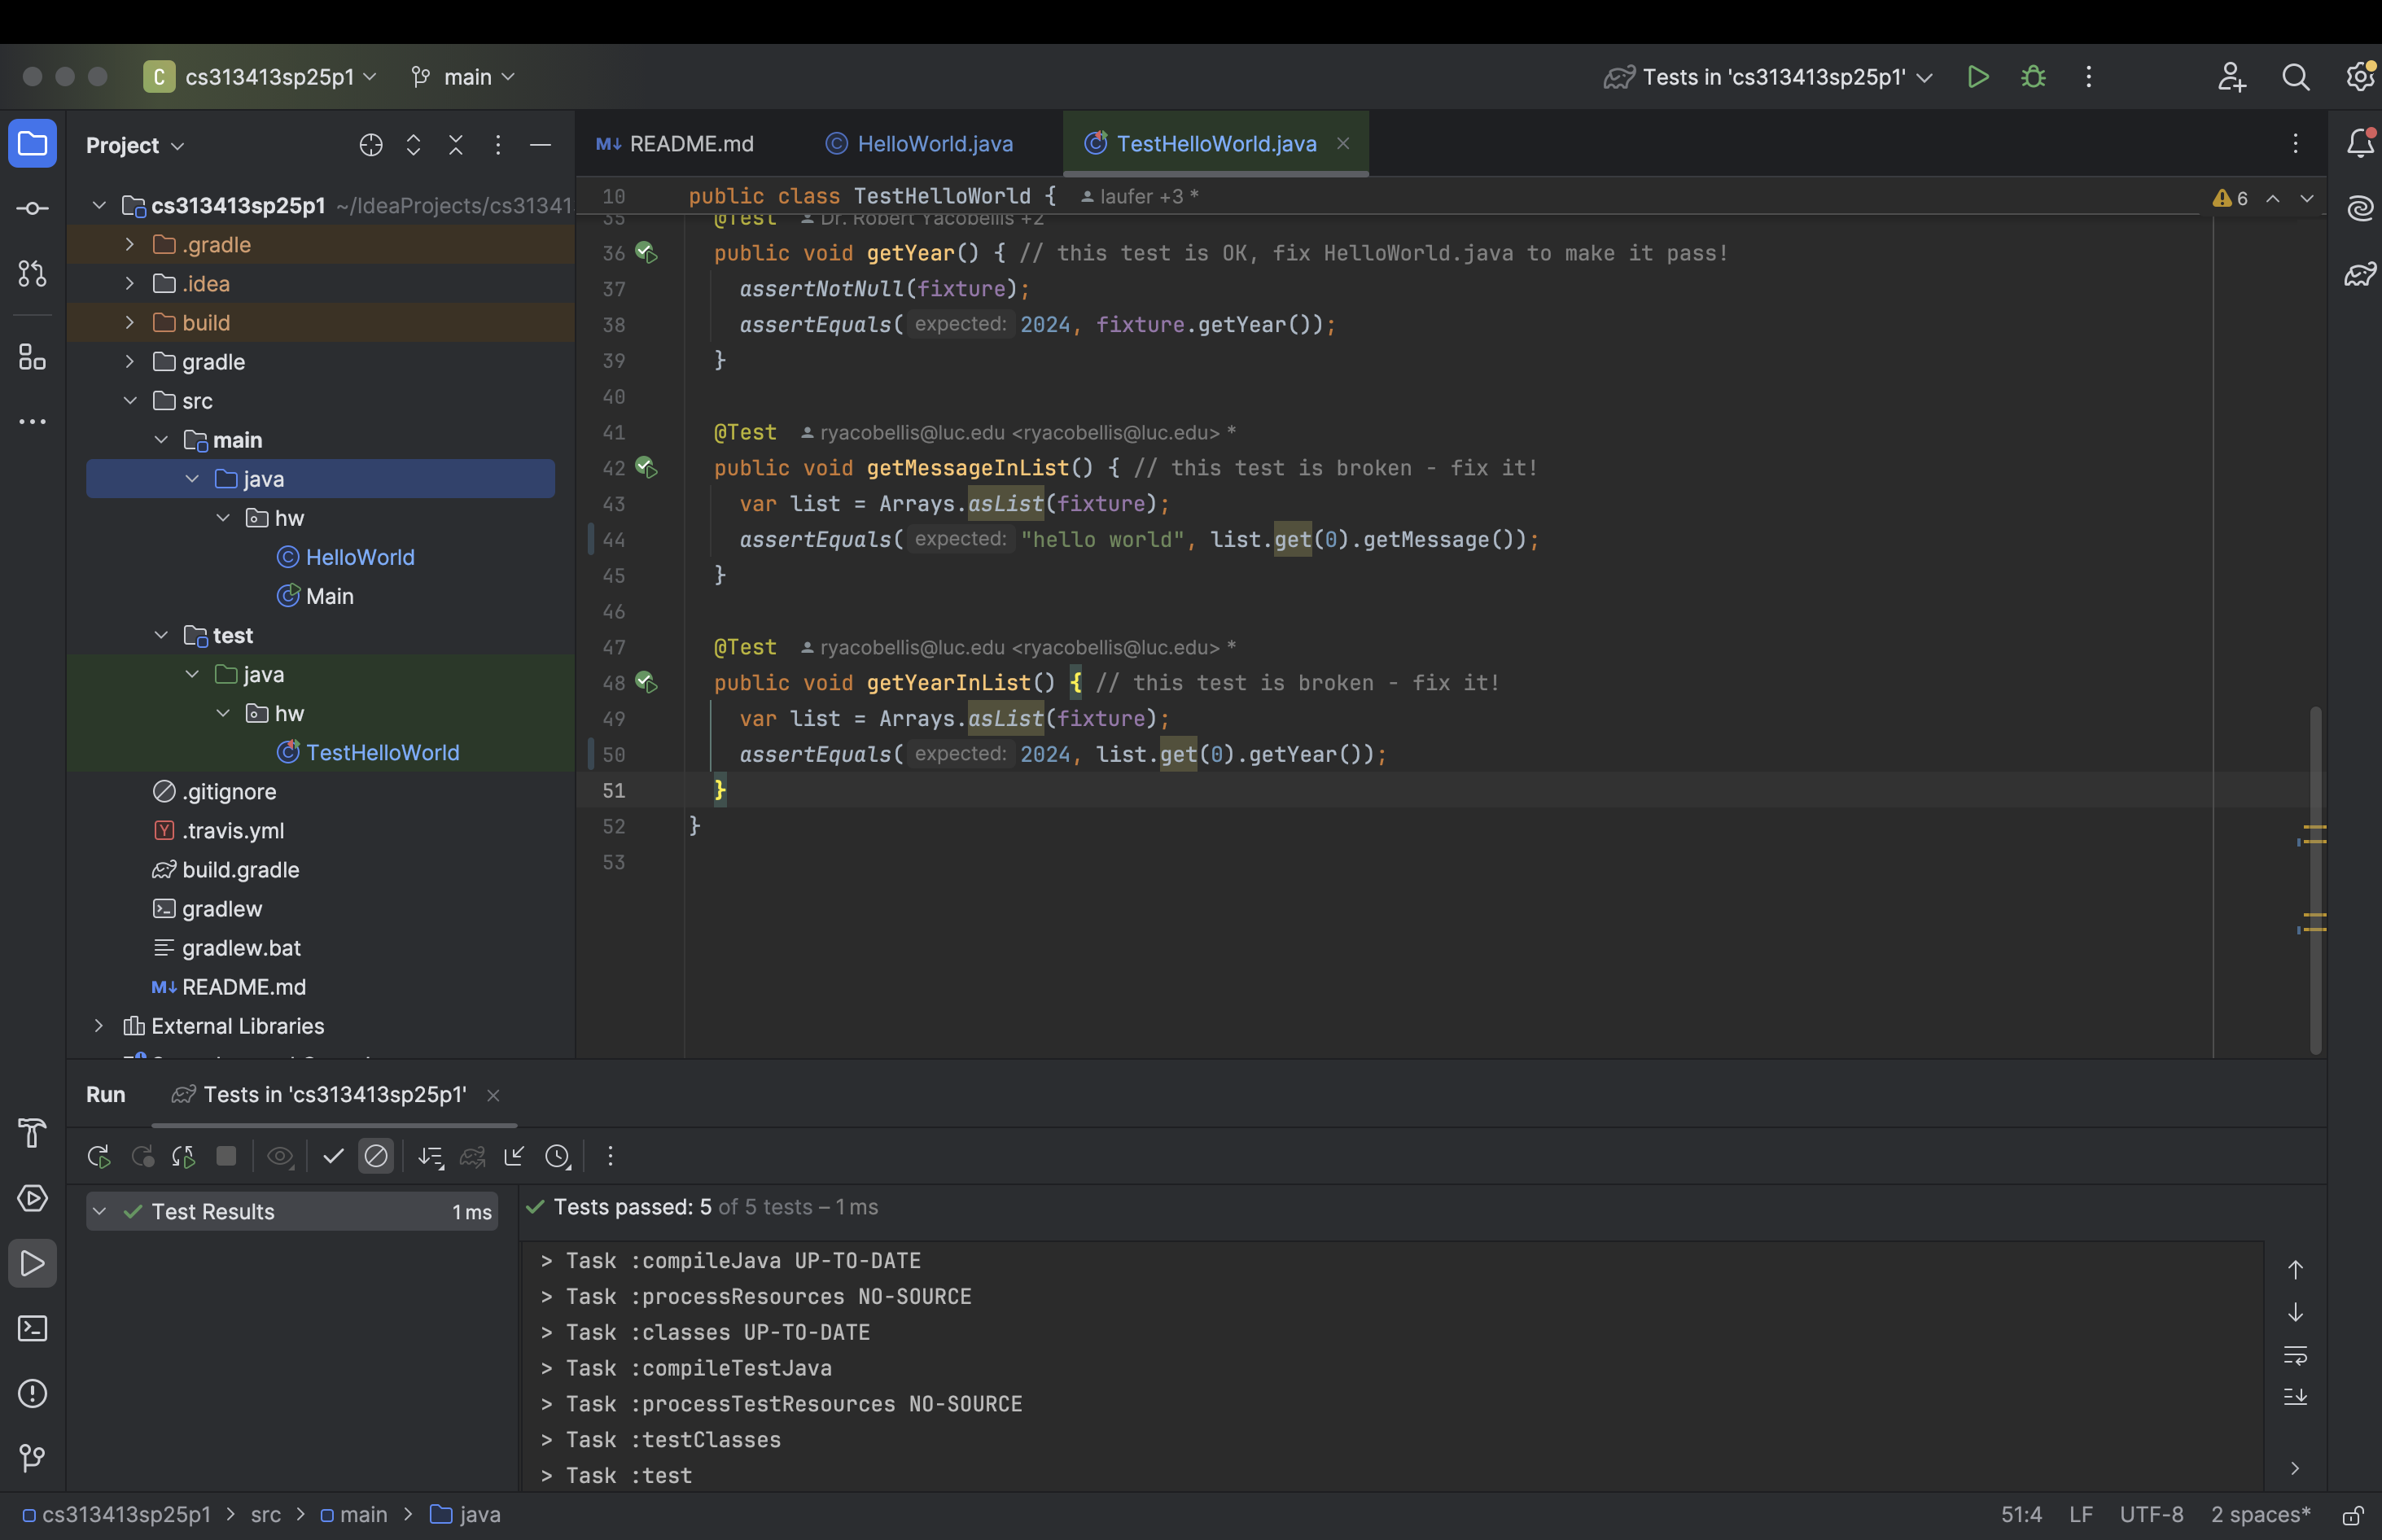 C cs313413sp25p1 main Tests in 'cs313413sp25p1'
Project
cs313413sp25p1 ~/IdeaProjects/cs31341
.gradle
.idea
build
gradle
src
main
java
hw
HelloWorld
Main
test
java
hw
TestHelloWorld
.gitignore
Y .travis.yml
build.gradle
gradlew
gradlew.bat
M↓ README.md
External Libraries
M↓ README.md HelloWorld.java TestHelloWorld.java
10 public class TestHelloWorld { laufer +3 * 6
35 @Test Dr. Robert Yacobellis +2
36 public void getYear() { // this test is OK, fix HelloWorld.java to make it pass!
37 assertNotNull(fixture);
38 assertEquals( expected: 2024, fixture.getYear());
39 }
40
41 @Test ryacobellis@luc.edu <ryacobellis@luc.edu> *
42 public void getMessageInList() { // this test is broken - fix it!
43 var list = Arrays.asList(fixture);
44 assertEquals( expected: "hello world", list.get(0).getMessage());
45 }
46
47 @Test ryacobellis@luc.edu <ryacobellis@luc.edu> *
48 public void getYearInList() { // this test is broken - fix it!
49 var list = Arrays.asList(fixture);
50 assertEquals( expected: 2024, list.get(0).getYear());
51 }
52 }
53
Run Tests in 'cs313413sp25p1'
Test Results 1 ms
Tests passed: 5 of 5 tests – 1 ms
> Task :compileJava UP-TO-DATE
> Task :processResources NO-SOURCE
> Task :classes UP-TO-DATE
> Task :compileTestJava
> Task :processTestResources NO-SOURCE
> Task :testClasses
> Task :test
cs313413sp25p1 > src > main > java 51:4 LF UTF-8 2 spaces*